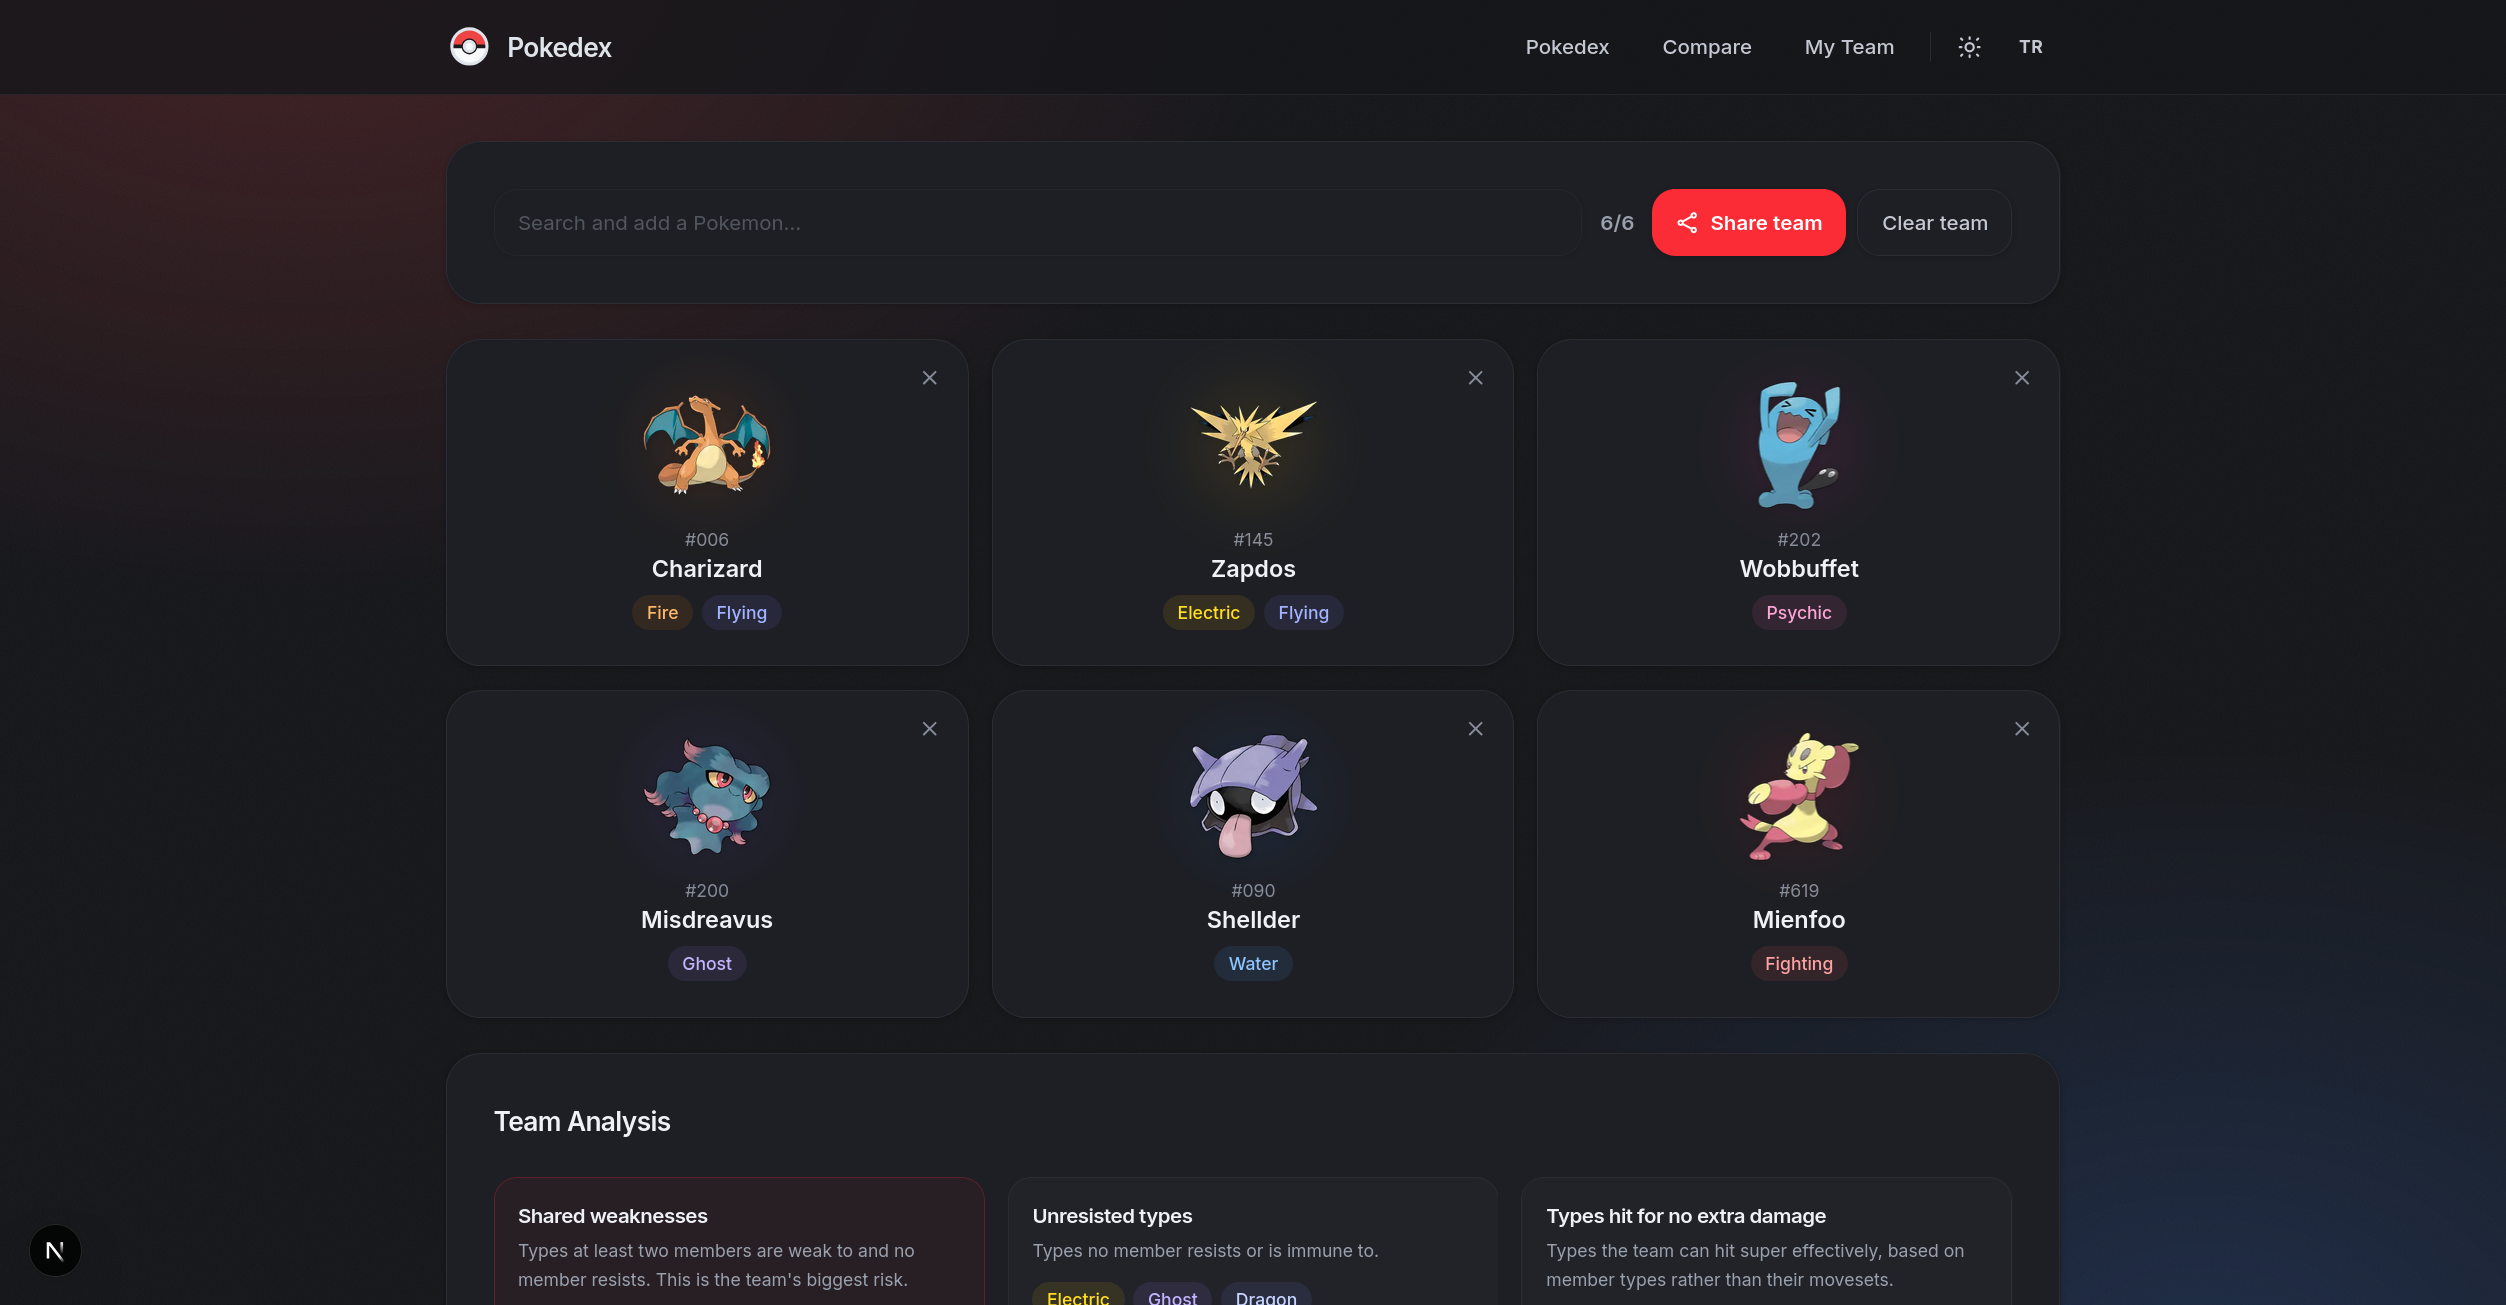 Pokedex
Pokedex
Compare
My Team
TR
Search and add a Pokemon...
6/6
Share team
Clear team
#006
Charizard
Fire
Flying
#145
Zapdos
Electric
Flying
#202
Wobbuffet
Psychic
#200
Misdreavus
Ghost
#090
Shellder
Water
#619
Mienfoo
Fighting
Team Analysis
Shared weaknesses
Types at least two members are weak to and no
member resists. This is the team's biggest risk.
Unresisted types
Types no member resists or is immune to.
Electric
Ghost
Dragon
Types hit for no extra damage
Types the team can hit super effectively, based on
member types rather than their movesets.
N